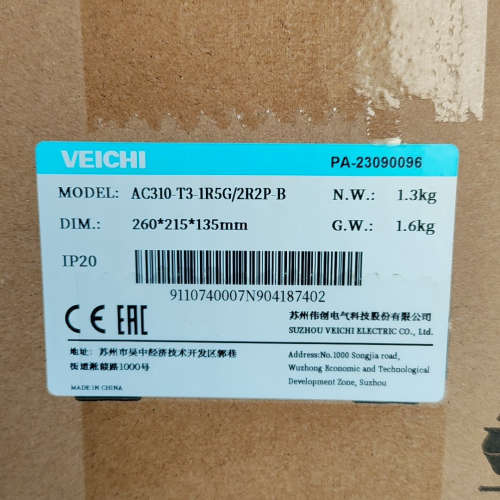 VEICHI PA-23090096
MODEL: AC310-T3-1R5G/2R2P-B N.W.: 1.3kg
DIM.: 260*215*135mm G.W.: 1.6kg
IP20
9110740007N904187402
CE EAC
苏州伟创电气科技股份有限公司
SUZHOU VEICHI ELECTRIC CO., Ltd.
苏州市吴中经济技术开发区郭巷
街道淞葭路1000号
Address:No.1000 Songjia road,
Wuzhong Economic and Technological
Development Zone, Suzhou
MADE IN CHINA